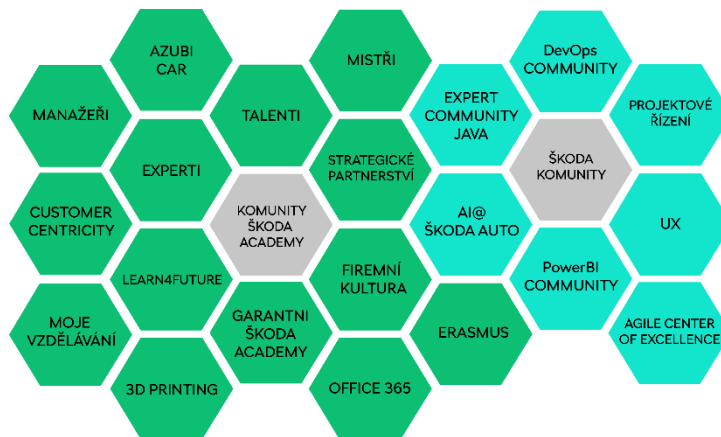 AZUBI
CAR
MISTŘI
DevOps
COMMUNITY
MANAŽEŘI
TALENTI
EXPERT
COMMUNITY
JAVA
PROJEKTOVÉ
ŘÍZENÍ
EXPERTI
STRATEGICKÉ
PARTNERSTVÍ
ŠKODA
KOMUNITY
CUSTOMER
CENTRICITY
KOMUNITY
ŠKODA
ACADEMY
AI@
ŠKODA AUTO
UX
LEARN4FUTURE
FIREMNÍ
KULTURA
PowerBI
COMMUNITY
MOJE
VZDĚLÁVÁNÍ
GARANTNI
ŠKODA
ACADEMY
ERASMUS
AGILE CENTER
OF EXCELLENCE
3D PRINTING
OFFICE 365